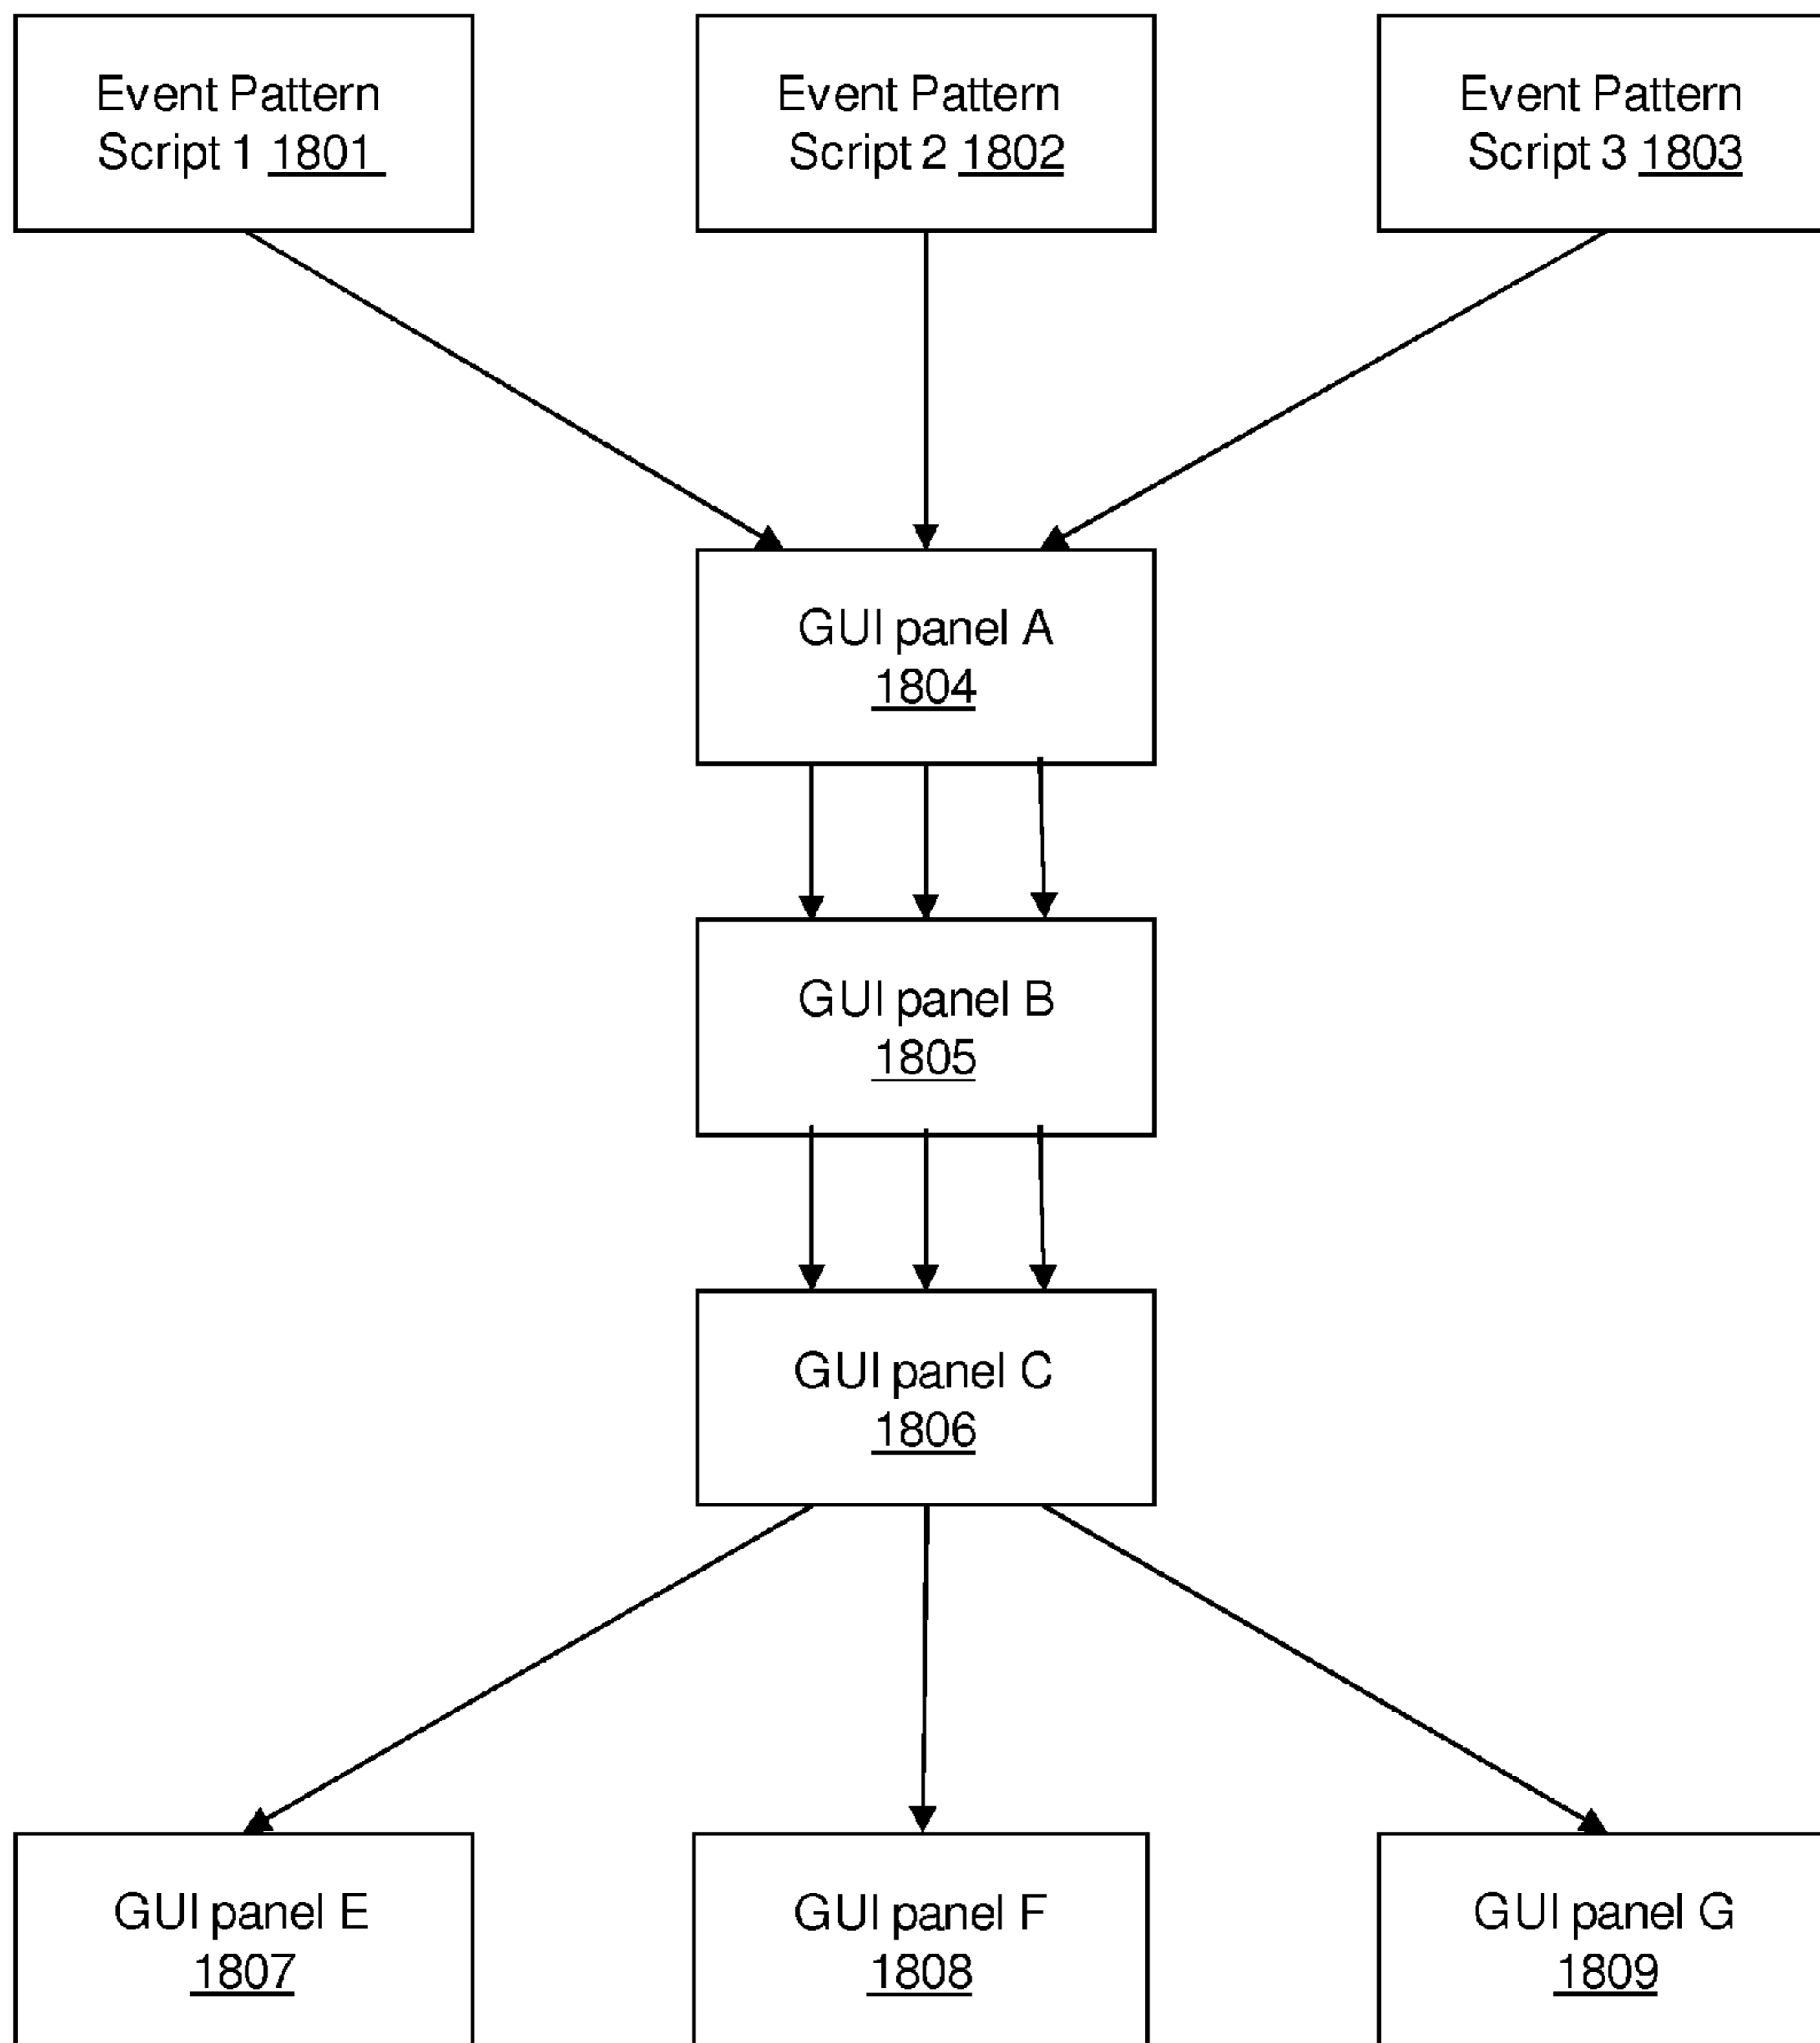 Event Pattern
Script 1 1801
Event Pattern
Script 2 1802
Event Pattern
Script 3 1803
GUI panel A
1804
GUI panel B
1805
GUI panel C
1806
GUI panel E
1807
GUI panel F
1808
GUI panel G
1809